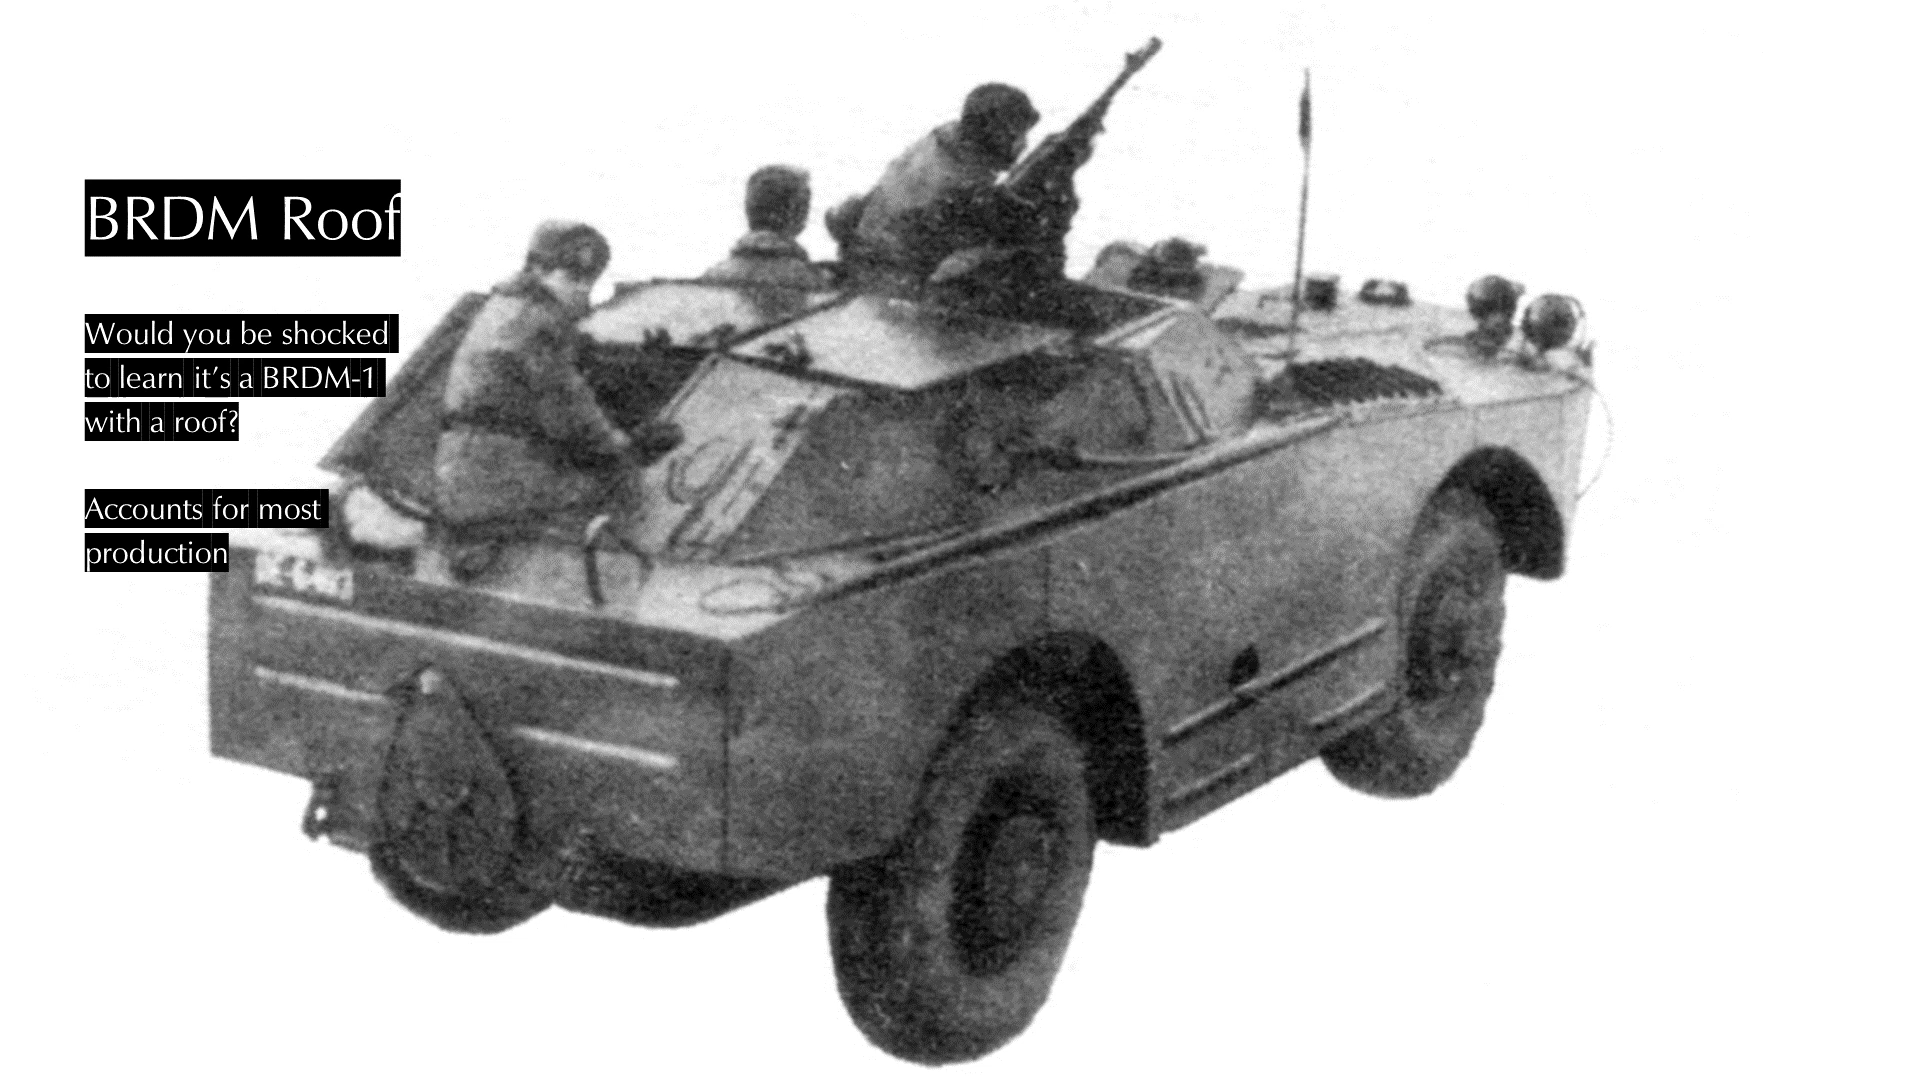 BRDM Roof
Would you be shocked
to learn it’s a BRDM-1
with a roof?
Accounts for most
production